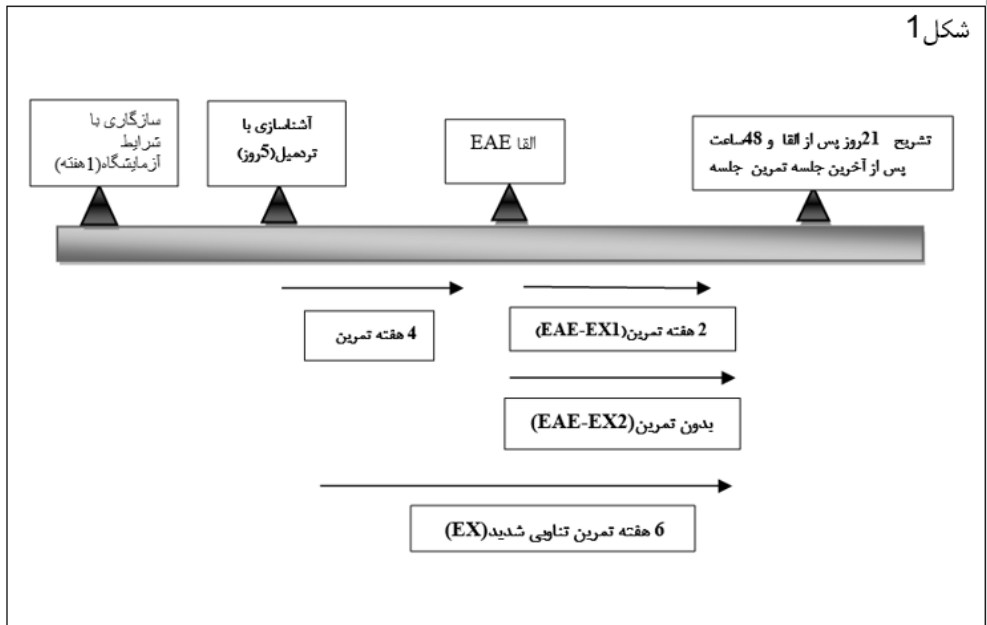 شکل1
سازگاری با
شرایط
آزمایشگاه(1هفته)
آشناسازی با
تردمیل(5روز)
القا EAE
تشریح 21روز پس از القا و 48ساعت
پس از آخرین جلسه تمرین جلسه
4 هفته تمرین
2 هفته تمرین(EAE-EX1)
بدون تمرین(EAE-EX2)
6 هفته تمرین تناوبی شدید(EX)